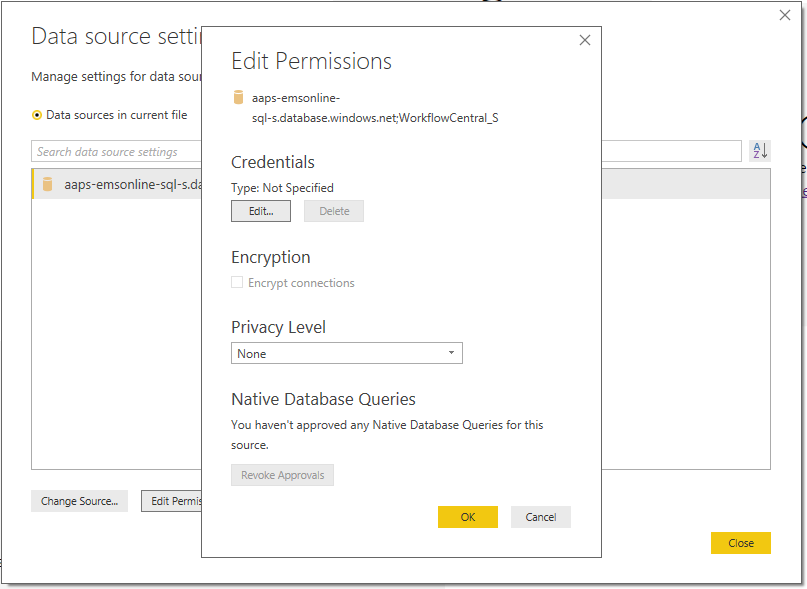 Data source setti
Manage settings for data sour
Data sources in current file
Search data source settings
aaps-emsonline-sql-s.da
Change Source...
Edit Permis
Close
Edit Permissions
aaps-emsonline-
sql-s.database.windows.net;WorkflowCentral_S
Credentials
Type: Not Specified
Edit...
Delete
Encryption
Encrypt connections
Privacy Level
None
Native Database Queries
You haven't approved any Native Database Queries for this
source.
Revoke Approvals
OK
Cancel